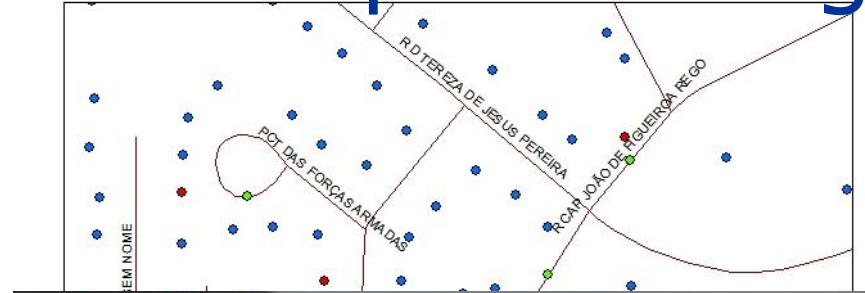 R D TEREZA DE JESUS PEREIRA
PCT DAS FORÇAS ARMADAS
R CAP JOÃO DE FIGUEIROA REGO
SEM NOME